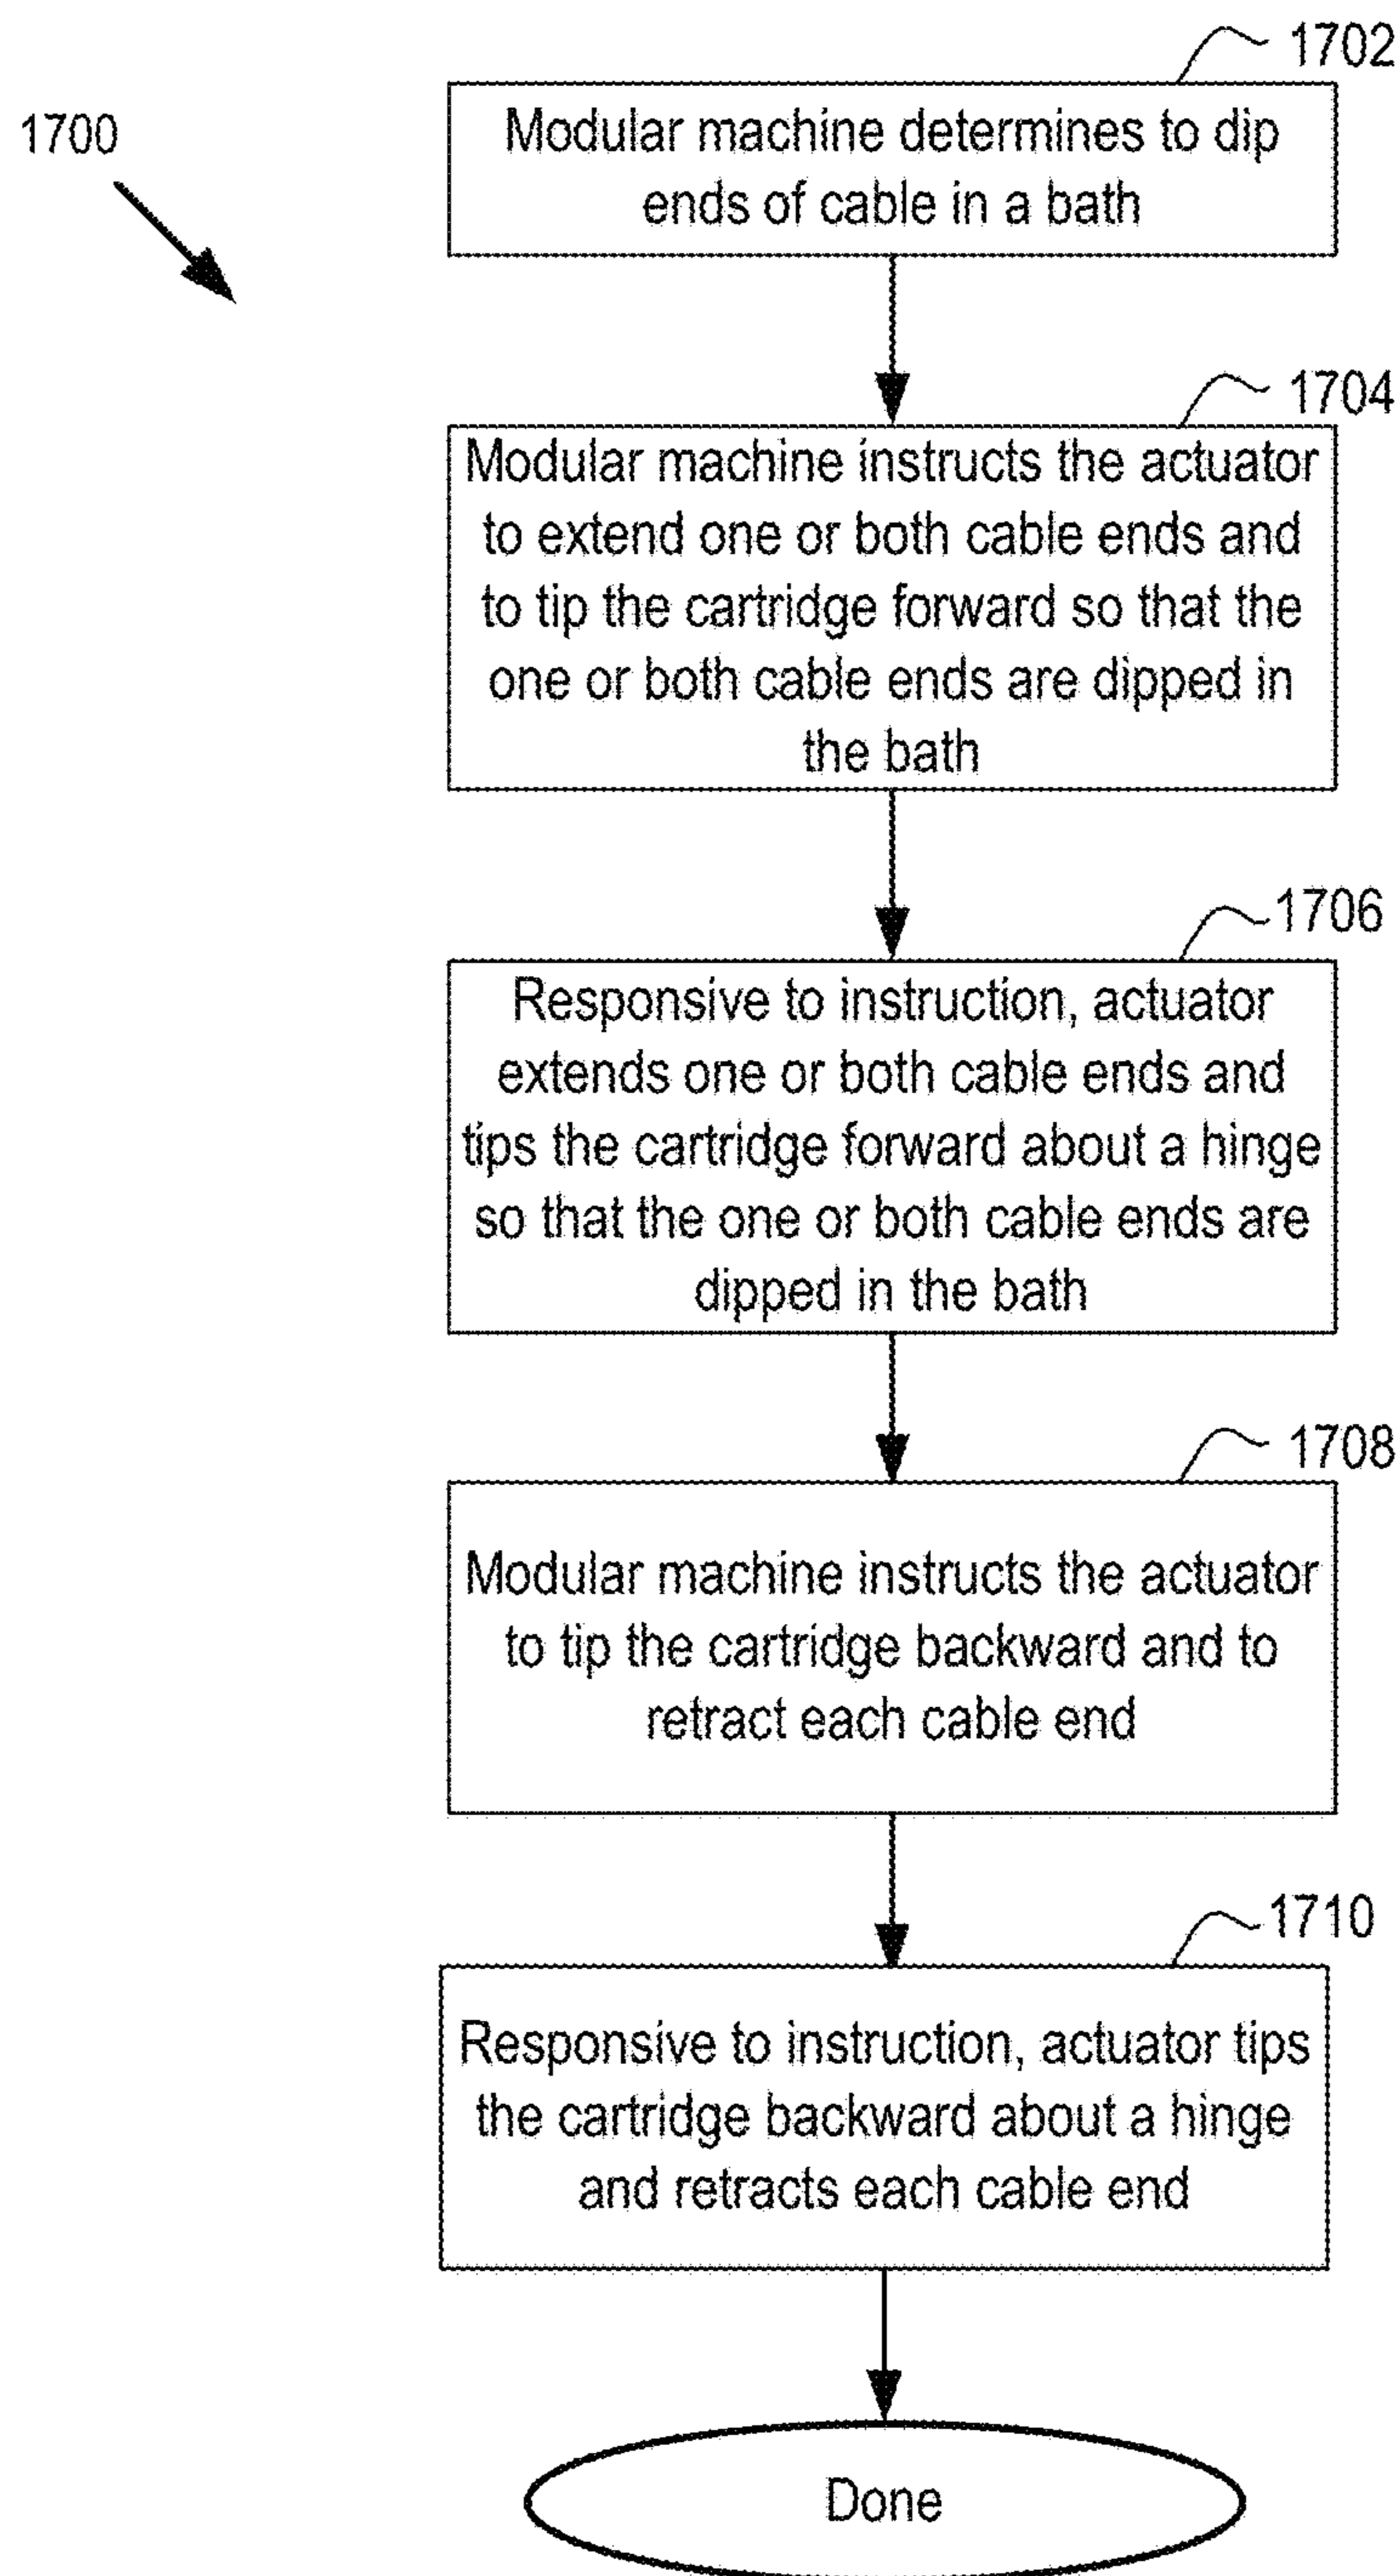 1702
1700
Modular machine determines to dip
ends of cable in a bath
1704
Modular machine instructs the actuator
to extend one or both cable ends and
to tip the cartridge forward so that the
one or both cable ends are dipped in
the bath
1706
Responsive to instruction, actuator
extends one or both cable ends and
tips the cartridge forward about a hinge
so that the one or both cable ends are
dipped in the bath
1708
Modular machine instructs the actuator
to tip the cartridge backward and to
retract each cable end
1710
Responsive to instruction, actuator tips
the cartridge backward about a hinge
and retracts each cable end
Done